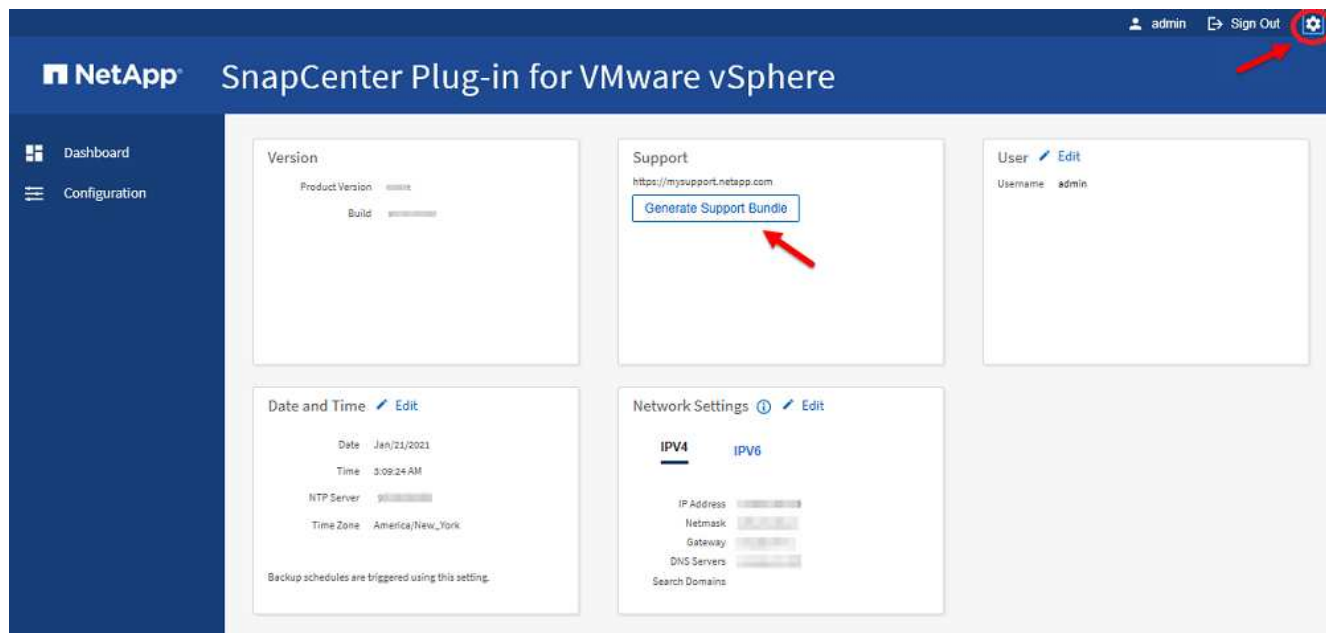 admin Sign Out
NetApp® SnapCenter Plug-in for VMware vSphere
Dashboard
Configuration
Version
Product Version
Build
Support
https://mysupport.netapp.com
Generate Support Bundle
User Edit
Username admin
Date and Time Edit
Date Jan/21/2021
Time 3:09:24 AM
NTP Server
Time Zone America/New_York
Backup schedules are triggered using this setting.
Network Settings Edit
IPV4 IPV6
IP Address
Netmask
Gateway
DNS Servers
Search Domains